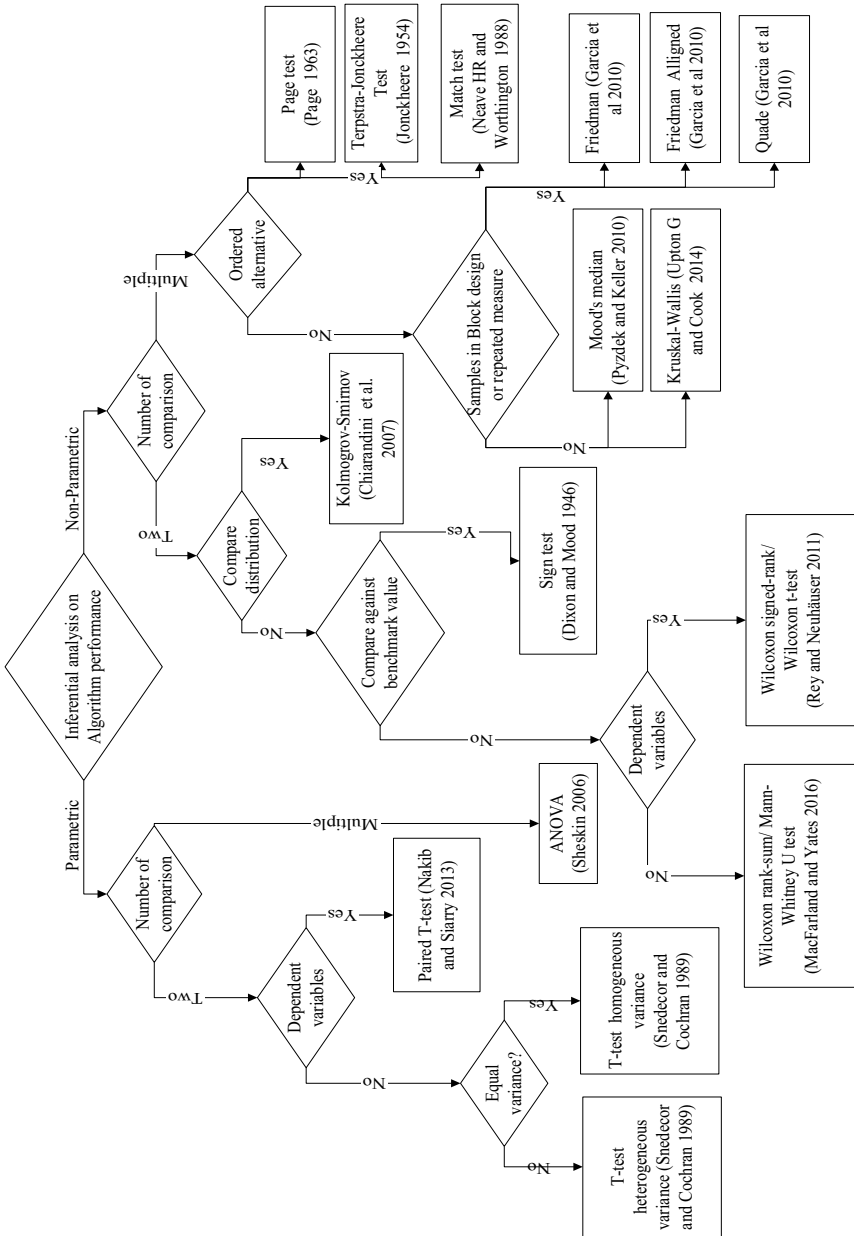 Inferential analysis on
Algorithm performance
Parametric
Non-Parametric
Number of
comparison
Two
Multiple
Dependent
variables
Yes
Paired T-test (Nakib
and Siarry 2013)
No
Equal
variance?
No
T-test
heterogeneous
variance (Snedecor
and Cochran 1989)
Yes
T-test homogeneous
variance
(Snedecor and
Cochran 1989)
ANOVA
(Sheskin 2006)
Number of
comparison
Two
Multiple
Compare
distribution
Yes
Kolmogrov-Smirnov
(Chiarandini et al.
2007)
No
Compare against
benchmark value
Yes
Sign test
(Dixon and Mood 1946)
No
Dependent
variables
No
Wilcoxon rank-sum/ Mann-
Whitney U test
(MacFarland and Yates 2016)
Yes
Wilcoxon signed-rank/
Wilcoxon t-test
(Rey and Neuhäuser 2011)
Ordered
alternative
Yes
Page test
(Page 1963)
Terpstra-Jonckheere
Test
(Jonckheere 1954)
Match test
(Neave HR and
Worthington 1988)
No
Samples in Block design
or repeated measure
No
Mood's median
(Pyzdek and Keller 2010)
Kruskal-Wallis (Upton G
and Cook 2014)
Yes
Friedman (Garcia et
al 2010)
Friedman Alligned
(Garcia et al 2010)
Quade (Garcia et al
2010)